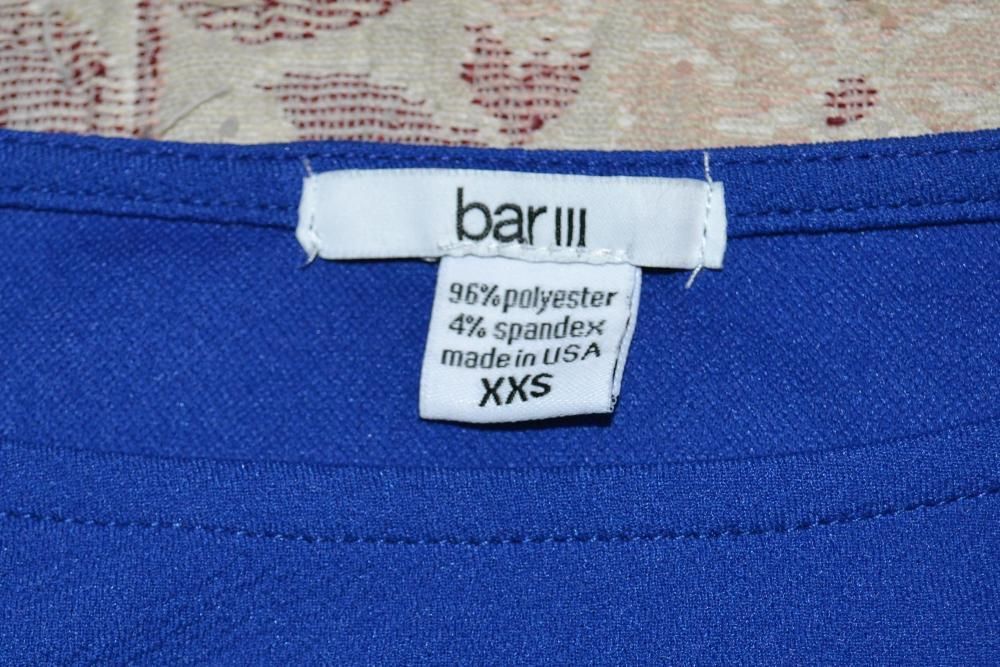 bar III
96% polyester
4% spandex
made in USA
XXS